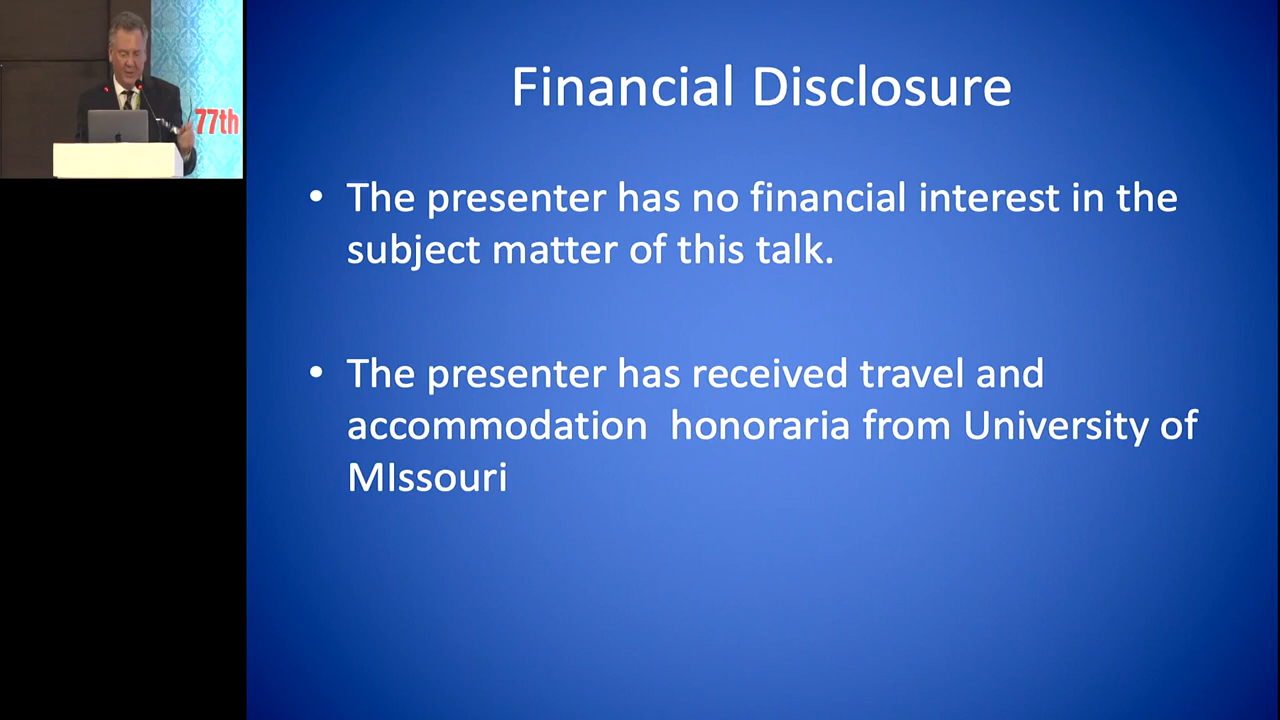 77th
Financial Disclosure
• The presenter has no financial interest in the
subject matter of this talk.
• The presenter has received travel and
accommodation  honoraria from University of
MIssouri